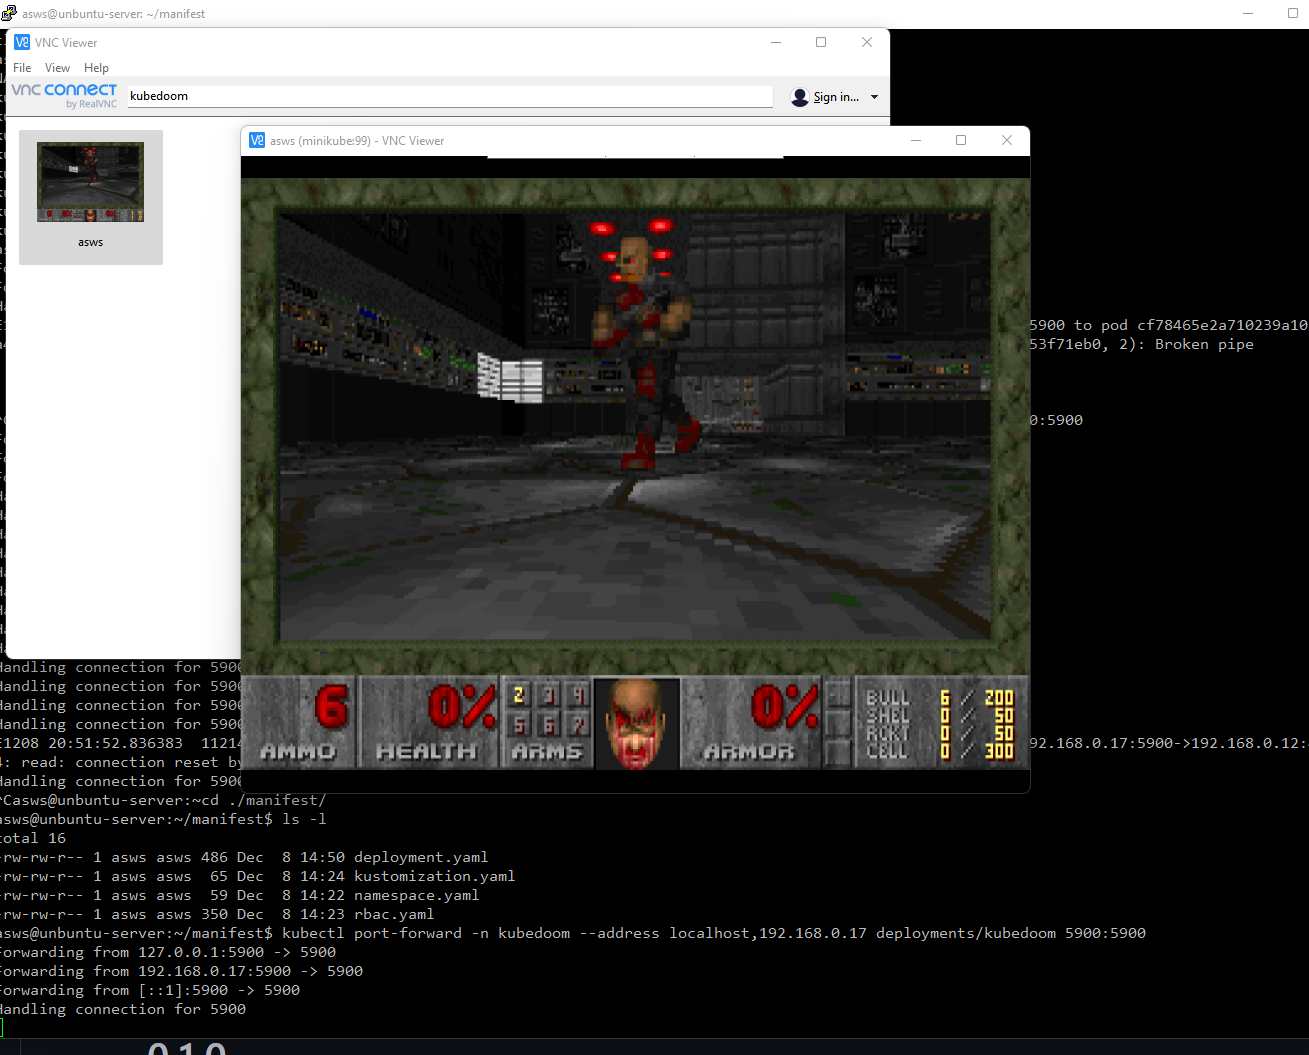 asws@unbuntu-server: ~/manifest
VNC Viewer
File View Help
vnc connect
by RealVNC
kubedoom
Sign in...
asws
asws (minikube:99) - VNC Viewer
5900 to pod cf78465e2a710239a10
53f71eb0, 2): Broken pipe
0:5900
6
AMMO
0%
HEALTH
2 3 4
5 6 7
ARMS
0%
ARMOR
BULL 6 / 200
SHEL 0 / 50
RCKT 0 / 50
CELL 0 / 300
Handling connection for 5900
Handling connection for 5900
Handling connection for 5900
Handling connection for 5900
E1208 20:51:52.836383 11214
92.168.0.17:5900->192.168.0.12:
4: read: connection reset by
Handling connection for 5900
^Casws@unbuntu-server:~cd ./manifest/
asws@unbuntu-server:~/manifest$ ls -l
total 16
-rw-rw-r-- 1 asws asws 486 Dec  8 14:50 deployment.yaml
-rw-rw-r-- 1 asws asws  65 Dec  8 14:24 kustomization.yaml
-rw-rw-r-- 1 asws asws  59 Dec  8 14:22 namespace.yaml
-rw-rw-r-- 1 asws asws 350 Dec  8 14:23 rbac.yaml
asws@unbuntu-server:~/manifest$ kubectl port-forward -n kubedoom --address localhost,192.168.0.17 deployments/kubedoom 5900:5900
Forwarding from 127.0.0.1:5900 -> 5900
Forwarding from 192.168.0.17:5900 -> 5900
Forwarding from [::1]:5900 -> 5900
Handling connection for 5900